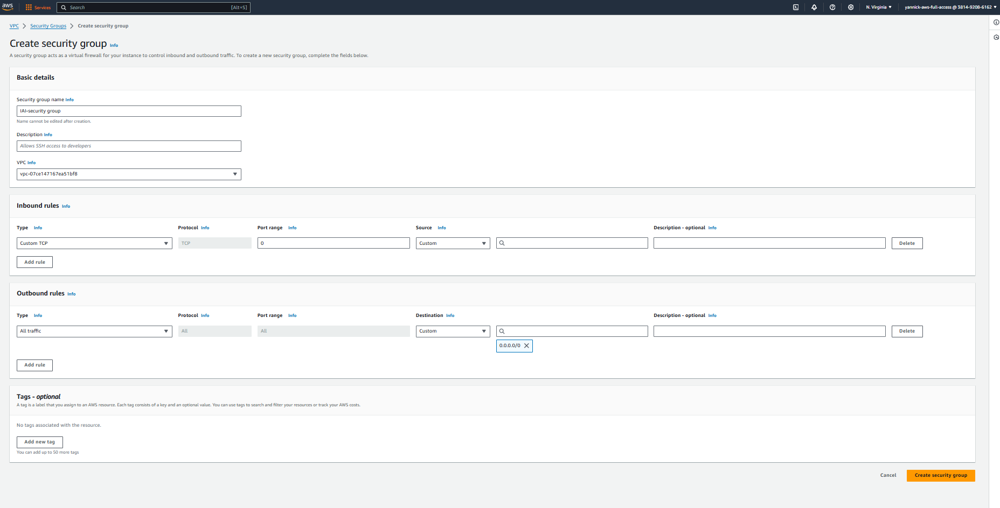 aws Services Search [Alt+S] N. Virginia yannick-aws-full-access @ 3814-9208-6162
VPC Security Groups Create security group
Create security group Info
A security group acts as a virtual firewall for your instance to control inbound and outbound traffic. To create a new security group, complete the fields below.
Basic details
Security group name Info
IAI-security group
Name cannot be edited after creation.
Description Info
Allows SSH access to developers
VPC Info
vpc-07ce147167ea51bf8
Inbound rules Info
Type Info Protocol Info Port range Info Source Info Description - optional Info
Custom TCP TCP 0 Custom Delete
Add rule
Outbound rules Info
Type Info Protocol Info Port range Info Destination Info Description - optional Info
All traffic All All Custom Delete
0.0.0.0/0
Add rule
Tags - optional
A tag is a label that you assign to an AWS resource. Each tag consists of a key and an optional value. You can use tags to search and filter your resources or track your AWS costs.
No tags associated with the resource.
Add new tag
You can add up to 50 more tags
Cancel Create security group